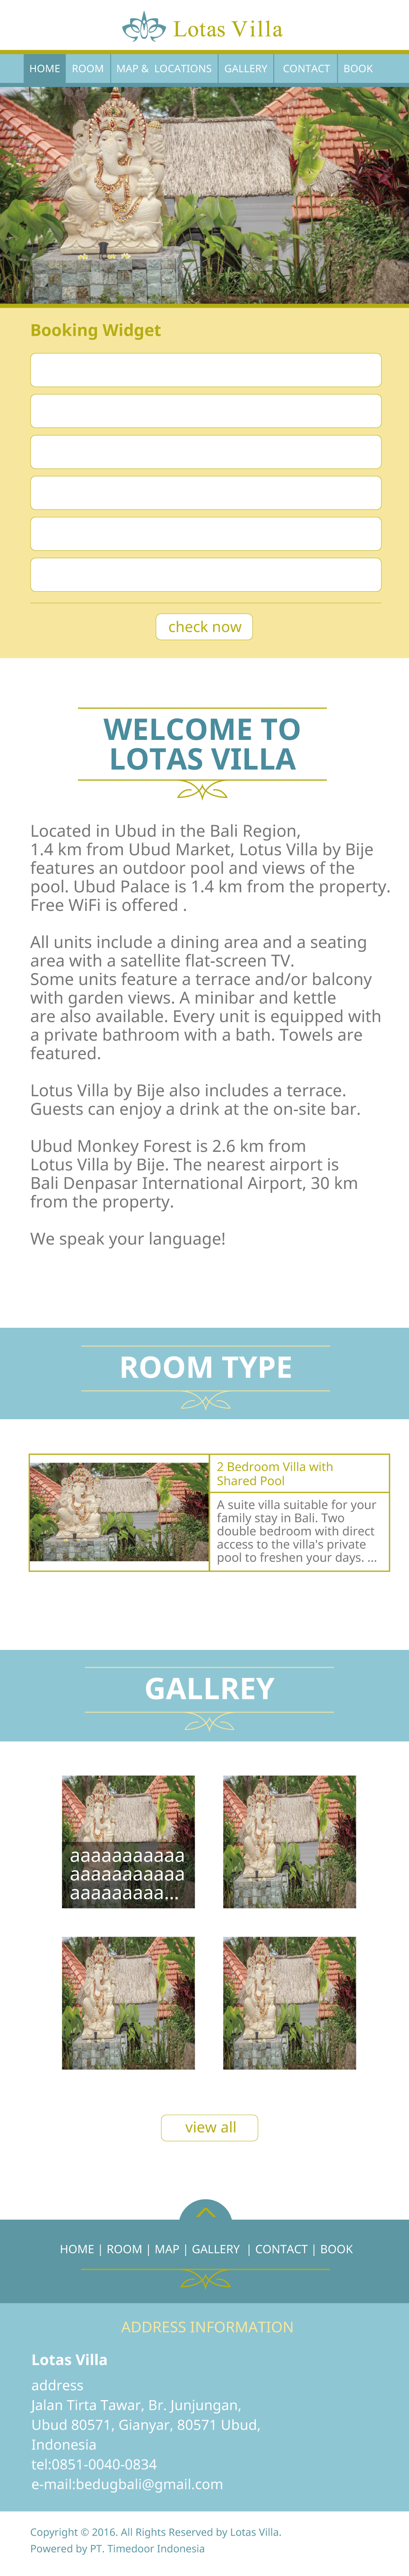 Lotas Villa
HOME ROOM MAP & LOCATIONS GALLERY CONTACT BOOK
Booking Widget
check now
WELCOME TO
LOTAS VILLA
Located in Ubud in the Bali Region,
1.4 km from Ubud Market, Lotus Villa by Bije
features an outdoor pool and views of the
pool. Ubud Palace is 1.4 km from the property.
Free WiFi is offered .
All units include a dining area and a seating
area with a satellite flat-screen TV.
Some units feature a terrace and/or balcony
with garden views. A minibar and kettle
are also available. Every unit is equipped with
a private bathroom with a bath. Towels are
featured.
Lotus Villa by Bije also includes a terrace.
Guests can enjoy a drink at the on-site bar.
Ubud Monkey Forest is 2.6 km from
Lotus Villa by Bije. The nearest airport is
Bali Denpasar International Airport, 30 km
from the property.
We speak your language!
ROOM TYPE
2 Bedroom Villa with
Shared Pool
A suite villa suitable for your
family stay in Bali. Two
double bedroom with direct
access to the villa's private
pool to freshen your days. ...
GALLREY
aaaaaaaaaaa
aaaaaaaaaaa
aaaaaaaaa...
view all
HOME | ROOM | MAP | GALLERY | CONTACT | BOOK
ADDRESS INFORMATION
Lotas Villa
address
Jalan Tirta Tawar, Br. Junjungan,
Ubud 80571, Gianyar, 80571 Ubud,
Indonesia
tel:0851-0040-0834
e-mail:bedugbali@gmail.com
Copyright © 2016. All Rights Reserved by Lotas Villa.
Powered by PT. Timedoor Indonesia